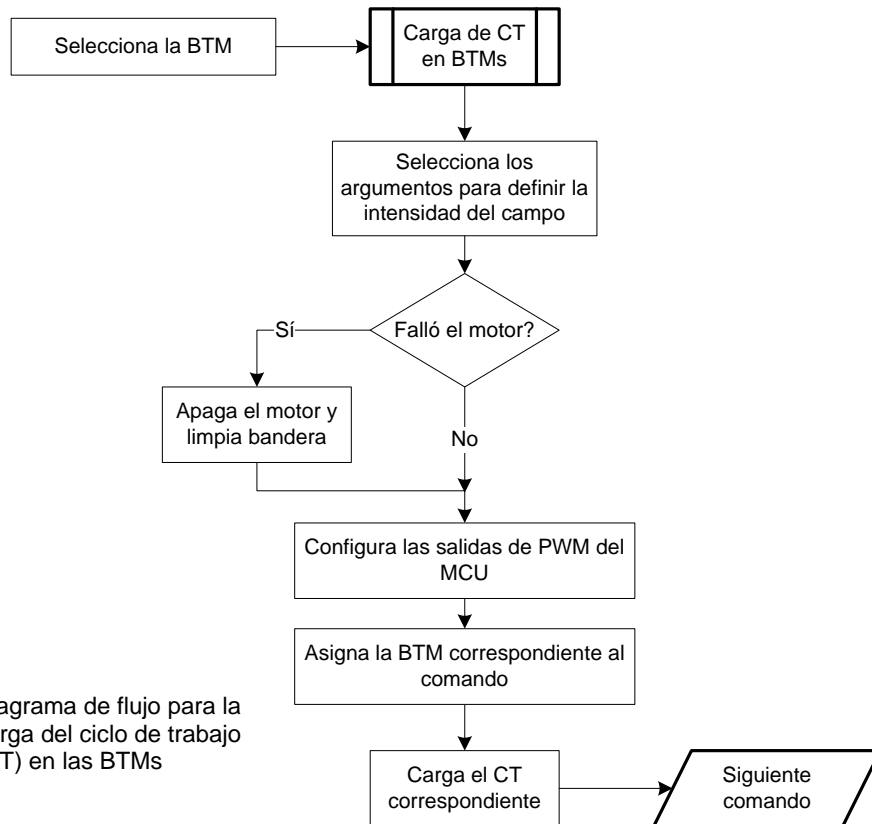 Selecciona la BTM
Carga de CT
en BTMs
Selecciona los
argumentos para definir la
intensidad del campo
Falló el motor?
Sí
Apaga el motor y
limpia bandera
No
Configura las salidas de PWM del
MCU
Asigna la BTM correspondiente al
comando
agrama de flujo para la
rga del ciclo de trabajo
T) en las BTMs
Carga el CT
correspondiente
Siguiente
comando